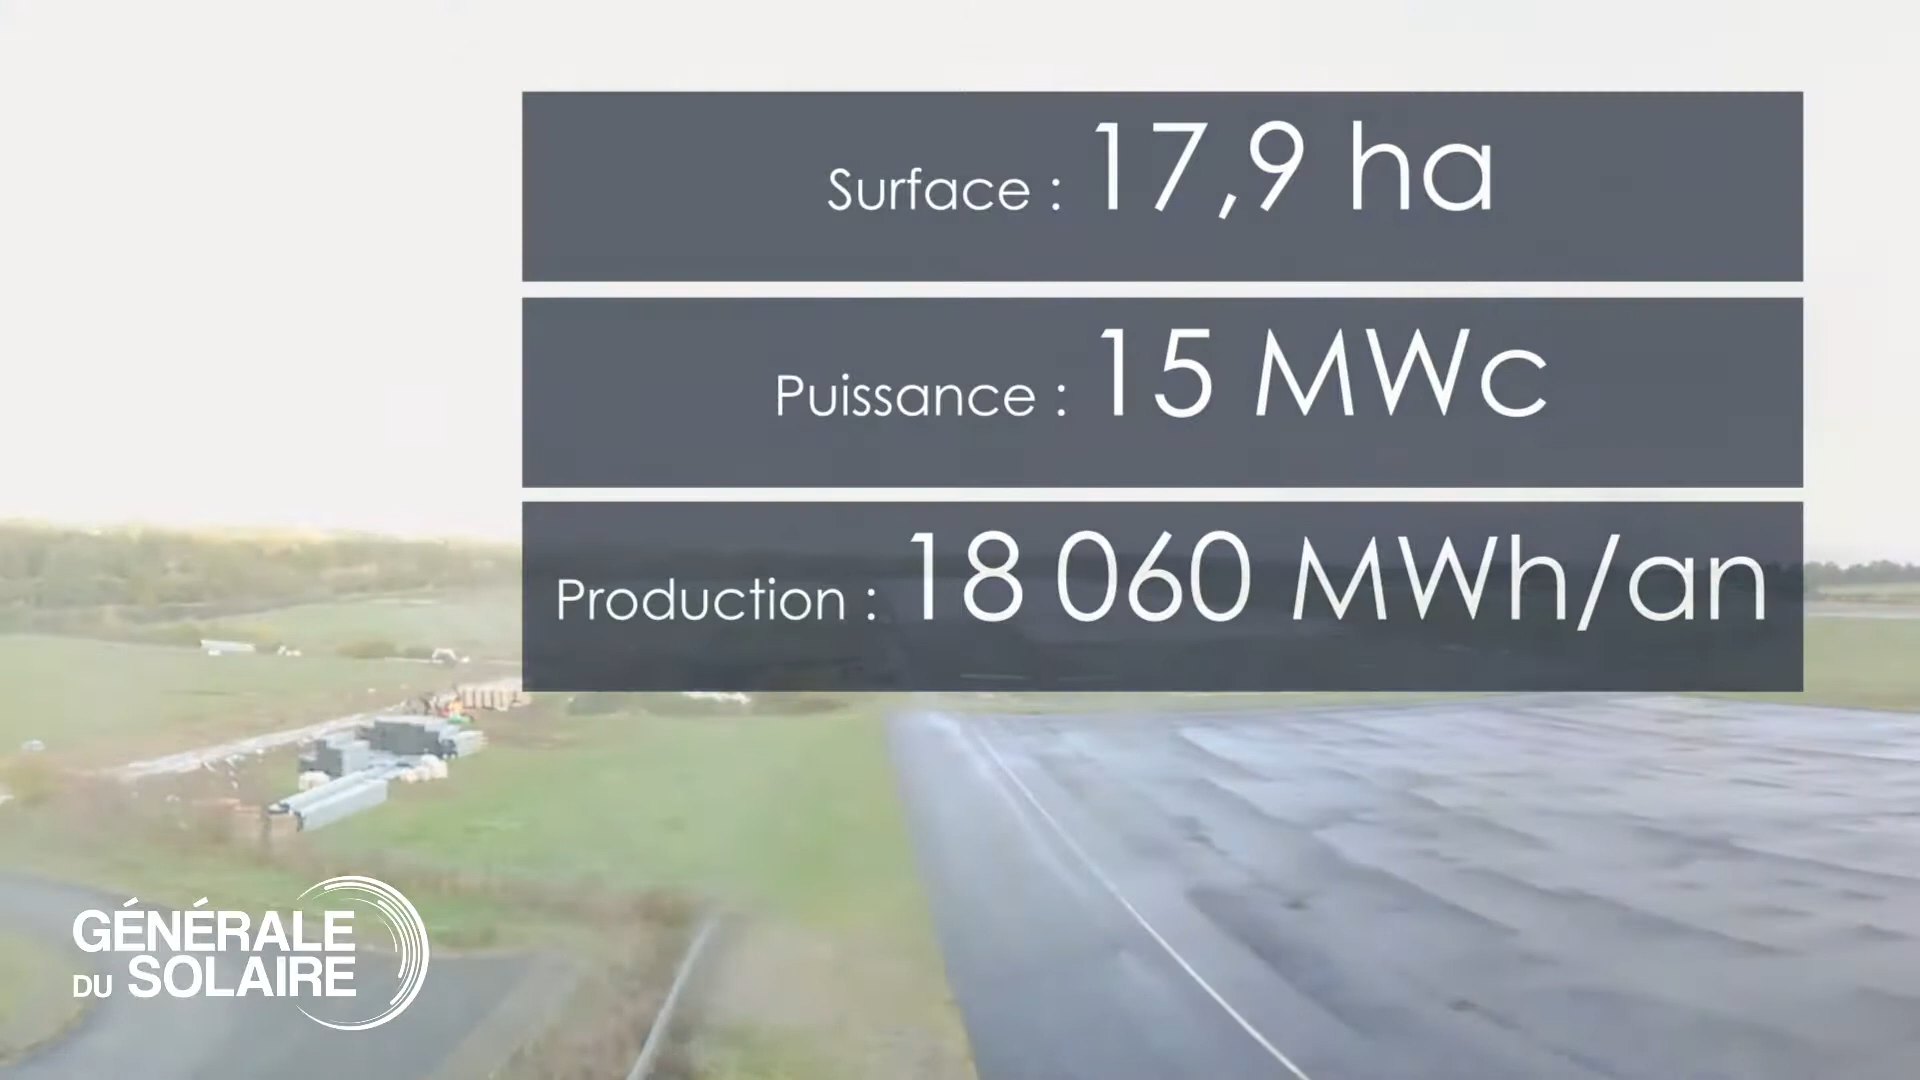 Surface : 17,9 ha
Puissance : 15 MWc
Production : 18 060 MWh/an
GÉNÉRALE
DU SOLAIRE